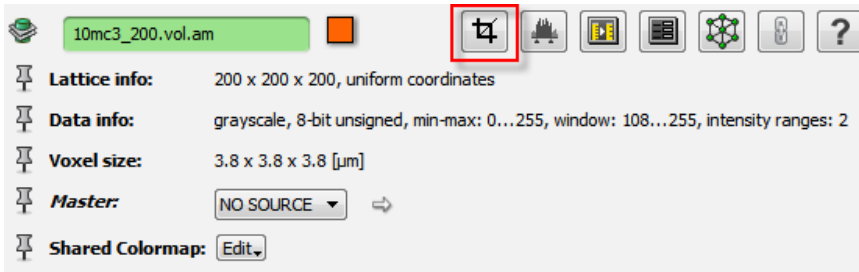 10mc3_200.vol.am ?
Lattice info: 200 x 200 x 200, uniform coordinates
Data info: grayscale, 8-bit unsigned, min-max: 0...255, window: 108...255, intensity ranges: 2
Voxel size: 3.8 x 3.8 x 3.8 [µm]
Master: NO SOURCE
Shared Colormap: Edit